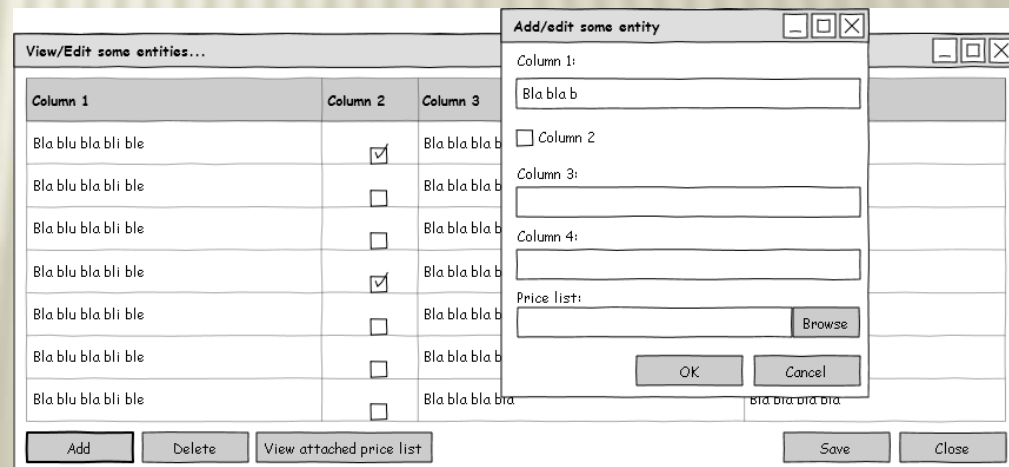 View/Edit some entities...
Column 1 Column 2 Column 3
Bla blu bla bli ble Bla bla bla b
Bla blu bla bli ble Bla bla bla b
Bla blu bla bli ble Bla bla bla b
Bla blu bla bli ble Bla bla bla b
Bla blu bla bli ble Bla bla bla b
Bla blu bla bli ble Bla bla bla b
Bla blu bla bli ble Bla bla bla bla Bla bla bla bla
Add Delete View attached price list Save Close
Add/edit some entity
Column 1:
Bla bla b
Column 2
Column 3:
Column 4:
Price list:
Browse
OK Cancel